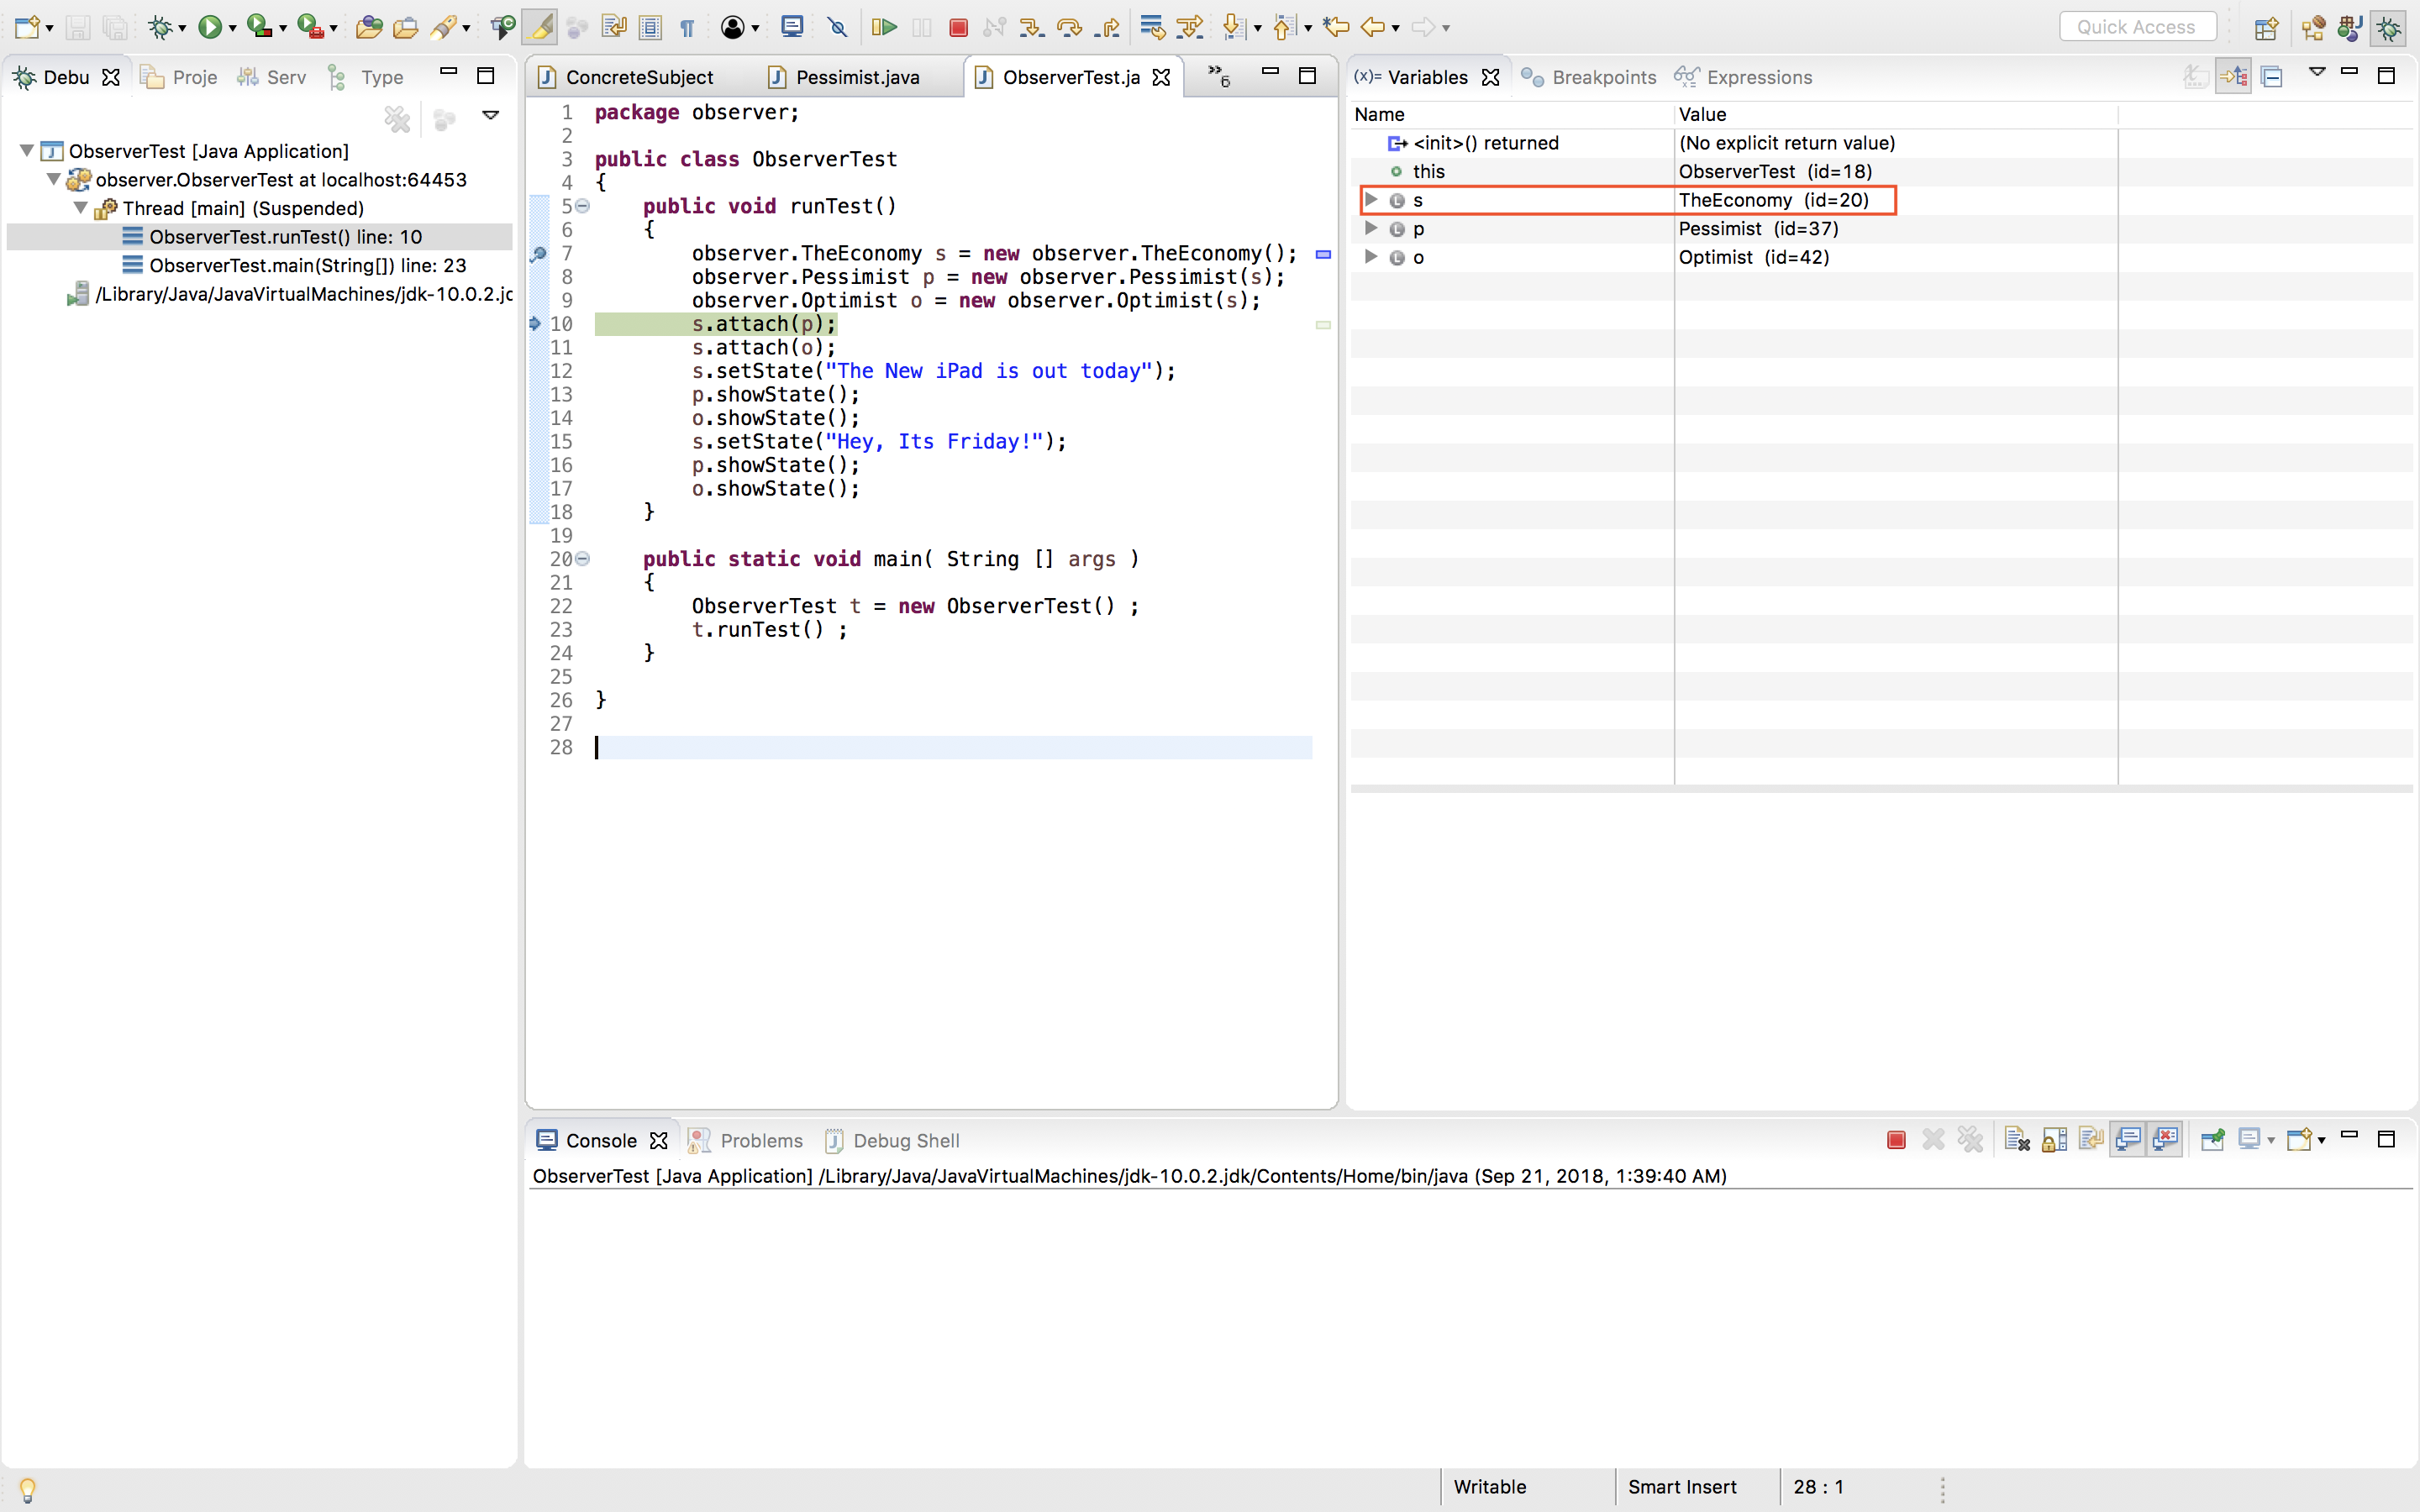 Quick Access
Debu
Proje
Serv
Type
ObserverTest [Java Application]
observer.ObserverTest at localhost:64453
Thread [main] (Suspended)
ObserverTest.runTest() line: 10
ObserverTest.main(String[]) line: 23
/Library/Java/JavaVirtualMachines/jdk-10.0.2.jc
ConcreteSubject
Pessimist.java
ObserverTest.ja
»6
1 package observer;
2
3 public class ObserverTest
4 {
5 public void runTest()
6 {
7 observer.TheEconomy s = new observer.TheEconomy();
8 observer.Pessimist p = new observer.Pessimist(s);
9 observer.Optimist o = new observer.Optimist(s);
10 s.attach(p);
11 s.attach(o);
12 s.setState("The New iPad is out today");
13 p.showState();
14 o.showState();
15 s.setState("Hey, Its Friday!");
16 p.showState();
17 o.showState();
18 }
19
20 public static void main( String [] args )
21 {
22 ObserverTest t = new ObserverTest() ;
23 t.runTest() ;
24 }
25
26 }
27
28
(x)= Variables
Breakpoints
Expressions
Name Value
<init>() returned (No explicit return value)
this ObserverTest (id=18)
s TheEconomy (id=20)
p Pessimist (id=37)
o Optimist (id=42)
Console
Problems
Debug Shell
ObserverTest [Java Application] /Library/Java/JavaVirtualMachines/jdk-10.0.2.jdk/Contents/Home/bin/java (Sep 21, 2018, 1:39:40 AM)
Writable
Smart Insert
28 : 1